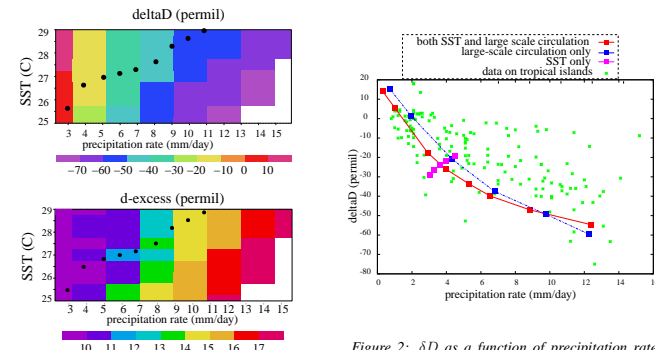 deltaD (permil)
29
28
27
26
25
SST (C)
3 4 5 6 7 8 9 10 11 12 13 14 15
precipitation rate (mm/day)
−70 −60 −50 −40 −30 −20 −10 0 10
d-excess (permil)
29
28
27
26
25
SST (C)
3 4 5 6 7 8 9 10 11 12 13 14 15
precipitation rate (mm/day)
10 11 12 13 14 15 16 17
both SST and large scale circulation
large-scale circulation only
SST only
data on tropical islands
20
10
0
-10
-20
-30
-40
-50
-60
-70
-80
deltaD (permil)
0 2 4 6 8 10 12 14 16
precipitation rate (mm/day)
Figure 2: δD as a function of precipitation rate